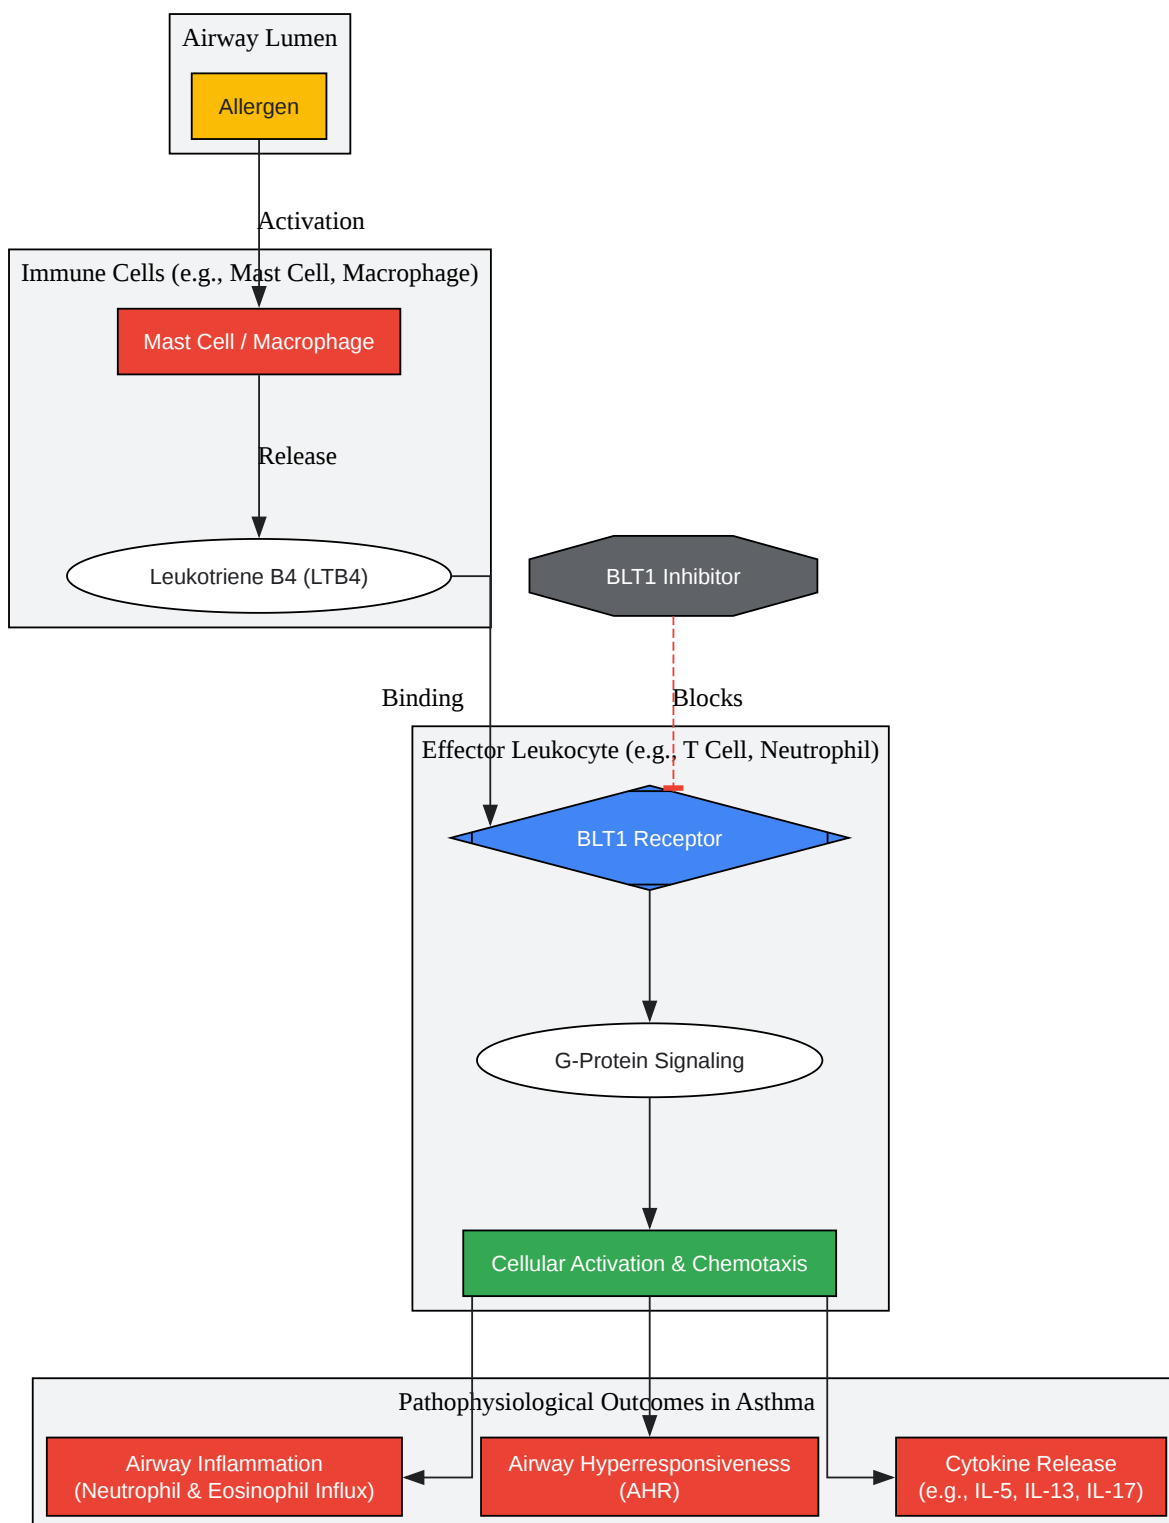 Airway Lumen
Allergen
Activation
Immune Cells (e.g., Mast Cell, Macrophage)
Mast Cell / Macrophage
Release
Leukotriene B4 (LTB4)
BLT1 Inhibitor
Binding
Blocks
Effector Leukocyte (e.g., T Cell, Neutrophil)
BLT1 Receptor
G-Protein Signaling
Cellular Activation & Chemotaxis
Pathophysiological Outcomes in Asthma
Airway Inflammation
(Neutrophil & Eosinophil Influx)
Airway Hyperresponsiveness
(AHR)
Cytokine Release
(e.g., IL-5, IL-13, IL-17)